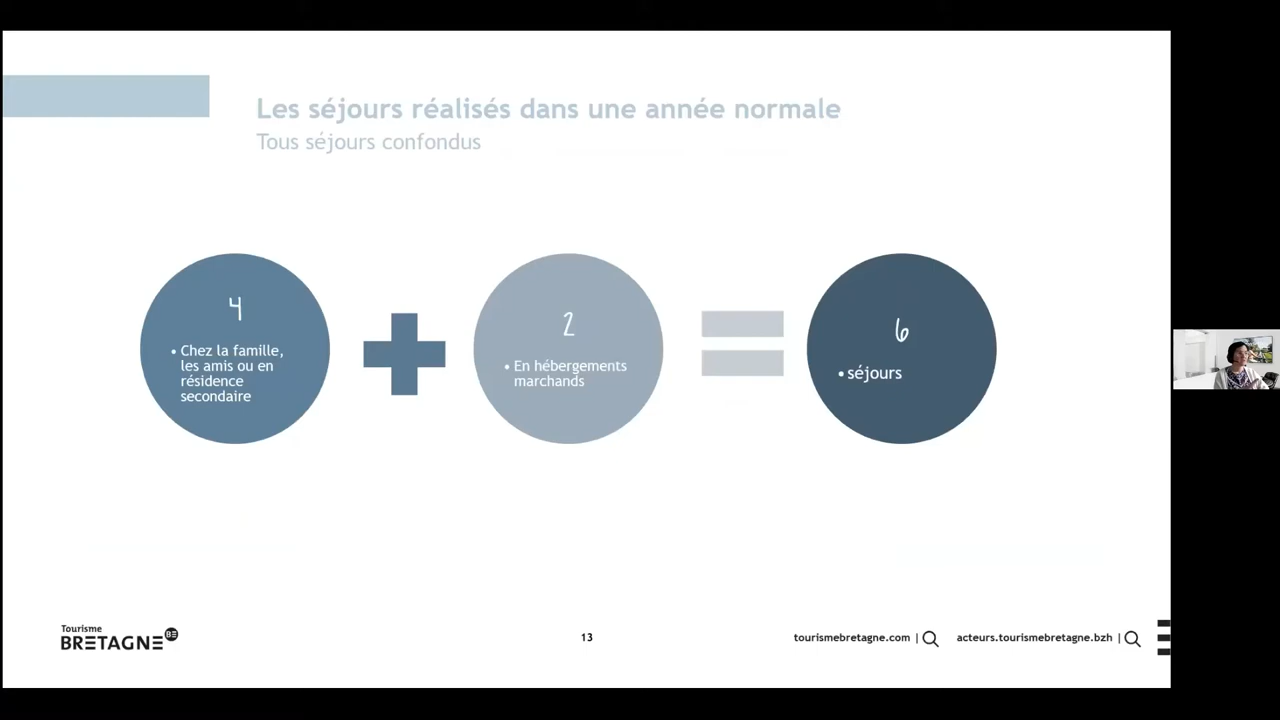 Les séjours réalisés dans une année normale
Tous séjours confondus
4
• Chez la famille,
les amis ou en
résidence
secondaire
2
• En hébergements
marchands
6
• séjours
Tourisme
BRETAGNE BE
13
tourismebretagne.com |
acteurs.tourismebretagne.bzh |